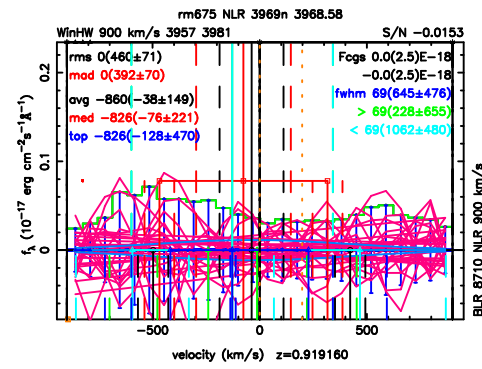 rm675 NLR 3969n 3968.58
WinHW 900 km/s 3957 3981
S/N −0.0153
rms 0(460±71)
mad 0(392±70)
avg −860(−38±149)
med −826(−76±221)
top −826(−128±470)
Fcgs 0.0(2.5)E−18
−0.0(2.5)E−18
fwhm 69(645±476)
> 69(228±655)
< 69(1062±480)
0.2
0.1
0
fλ (10⁻¹⁷ erg cm⁻²s⁻¹Å⁻¹)
BLR 8710 NLR 900 km/s
−500
0
500
velocity (km/s) z=0.919160